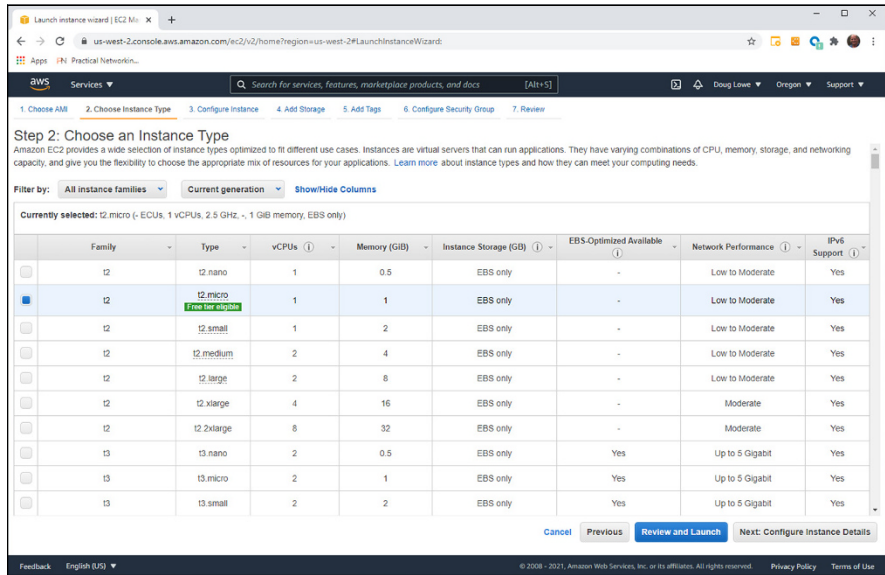 Launch instance wizard | EC2 Ma
us-west-2.console.aws.amazon.com/ec2/v2/home?region=us-west-2#LaunchInstanceWizard:
Apps Practical Networkin...
aws Services Search for services, features, marketplace products, and docs [Alt+S] Doug Lowe Oregon Support
1. Choose AMI 2. Choose Instance Type 3. Configure Instance 4. Add Storage 5. Add Tags 6. Configure Security Group 7. Review
Step 2: Choose an Instance Type
Amazon EC2 provides a wide selection of instance types optimized to fit different use cases. Instances are virtual servers that can run applications. They have varying combinations of CPU, memory, storage, and networking
capacity, and give you the flexibility to choose the appropriate mix of resources for your applications. Learn more about instance types and how they can meet your computing needs.
Filter by: All instance families Current generation Show/Hide Columns
Currently selected: t2.micro (- ECUs, 1 vCPUs, 2.5 GHz, -, 1 GiB memory, EBS only)
Family Type vCPUs Memory (GiB) Instance Storage (GB) EBS-Optimized Available Network Performance IPv6 Support
t2 t2.nano 1 0.5 EBS only - Low to Moderate Yes
t2 t2.micro Free tier eligible 1 1 EBS only - Low to Moderate Yes
t2 t2.small 1 2 EBS only - Low to Moderate Yes
t2 t2.medium 2 4 EBS only - Low to Moderate Yes
t2 t2.large 2 8 EBS only - Low to Moderate Yes
t2 t2.xlarge 4 16 EBS only - Moderate Yes
t2 t2.2xlarge 8 32 EBS only - Moderate Yes
t3 t3.nano 2 0.5 EBS only Yes Up to 5 Gigabit Yes
t3 t3.micro 2 1 EBS only Yes Up to 5 Gigabit Yes
t3 t3.small 2 2 EBS only Yes Up to 5 Gigabit Yes
Cancel Previous Review and Launch Next: Configure Instance Details
Feedback English (US) © 2008 - 2021, Amazon Web Services, Inc. or its affiliates. All rights reserved. Privacy Policy Terms of Use